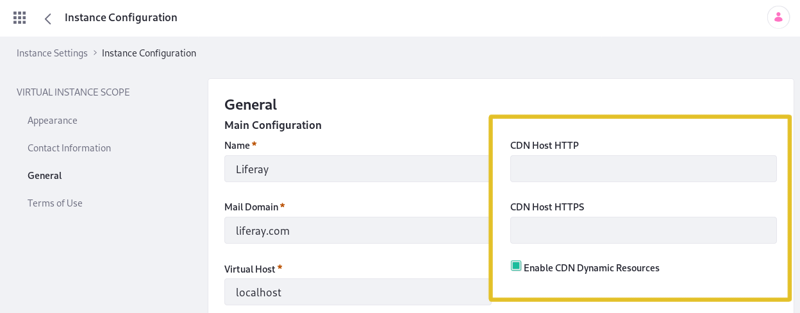 Instance Configuration
Instance Settings > Instance Configuration
VIRTUAL INSTANCE SCOPE
Appearance
Contact Information
General
Terms of Use
General
Main Configuration
Name *
Liferay
Mail Domain *
liferay.com
Virtual Host *
localhost
CDN Host HTTP
CDN Host HTTPS
Enable CDN Dynamic Resources